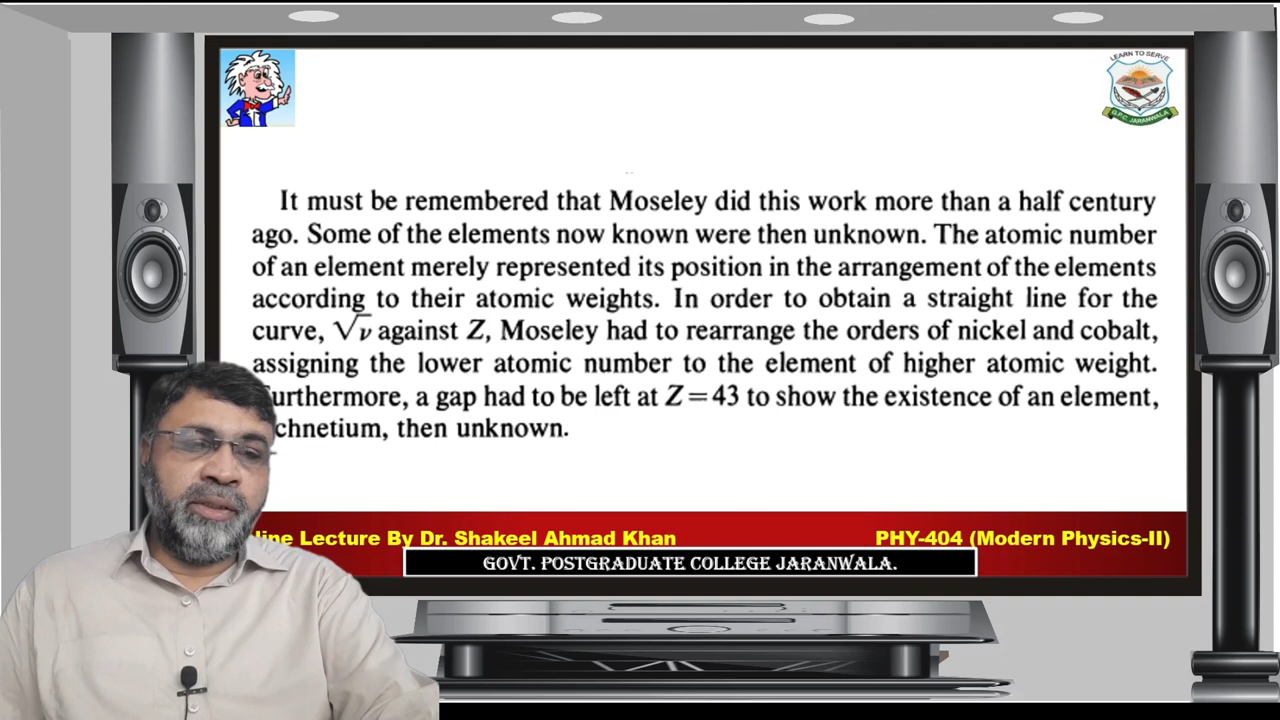 LEARN TO SERVE
G.P.C. JARANWALA
It must be remembered that Moseley did this work more than a half century
ago. Some of the elements now known were then unknown. The atomic number
of an element merely represented its position in the arrangement of the elements
according to their atomic weights. In order to obtain a straight line for the
curve, √ν against Z, Moseley had to rearrange the orders of nickel and cobalt,
assigning the lower atomic number to the element of higher atomic weight.
urthermore, a gap had to be left at Z=43 to show the existence of an element,
chnetium, then unknown.
line Lecture By Dr. Shakeel Ahmad Khan
PHY-404 (Modern Physics-II)
GOVT. POSTGRADUATE COLLEGE JARANWALA.